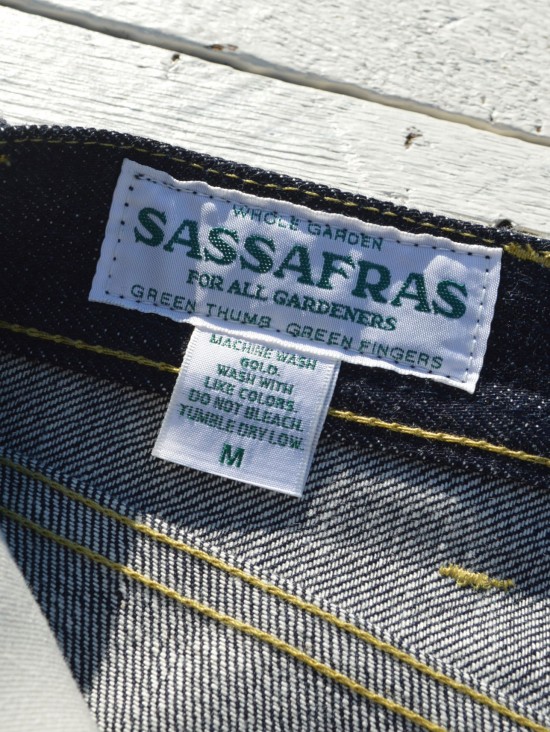 WHOLE GARDEN
SASSAFRAS
FOR ALL GARDENERS
GREEN THUMB. GREEN FINGERS
MACHINE WASH
GOLD.
WASH WITH
LIKE COLORS.
DO NOT BLEACH.
TUMBLE DRY LOW.
M